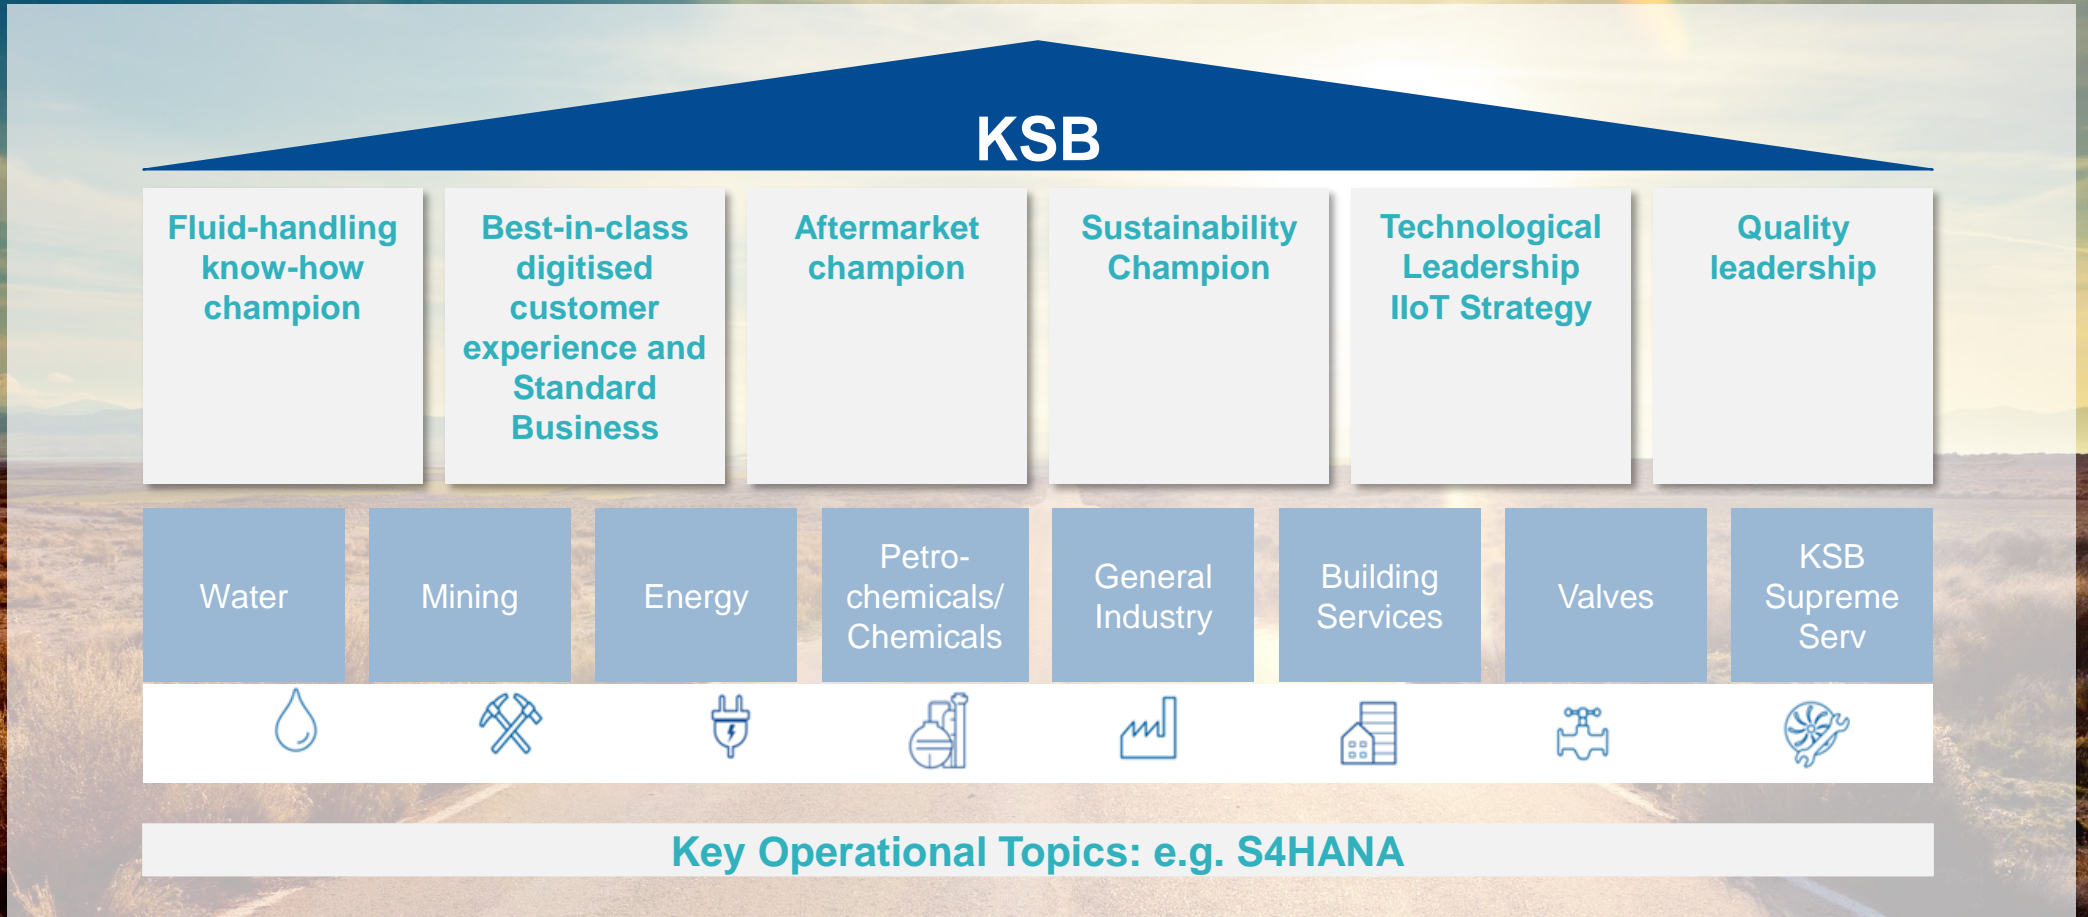 KSB
Fluid-handling
know-how
champion
Best-in-class
digitised
customer
experience and
Standard
Business
Aftermarket
champion
Sustainability
Champion
Technological
Leadership
IIoT Strategy
Quality
leadership
Water
Mining
Energy
Petro-
chemicals/
Chemicals
General
Industry
Building
Services
Valves
KSB
Supreme
Serv
Key Operational Topics: e.g. S4HANA